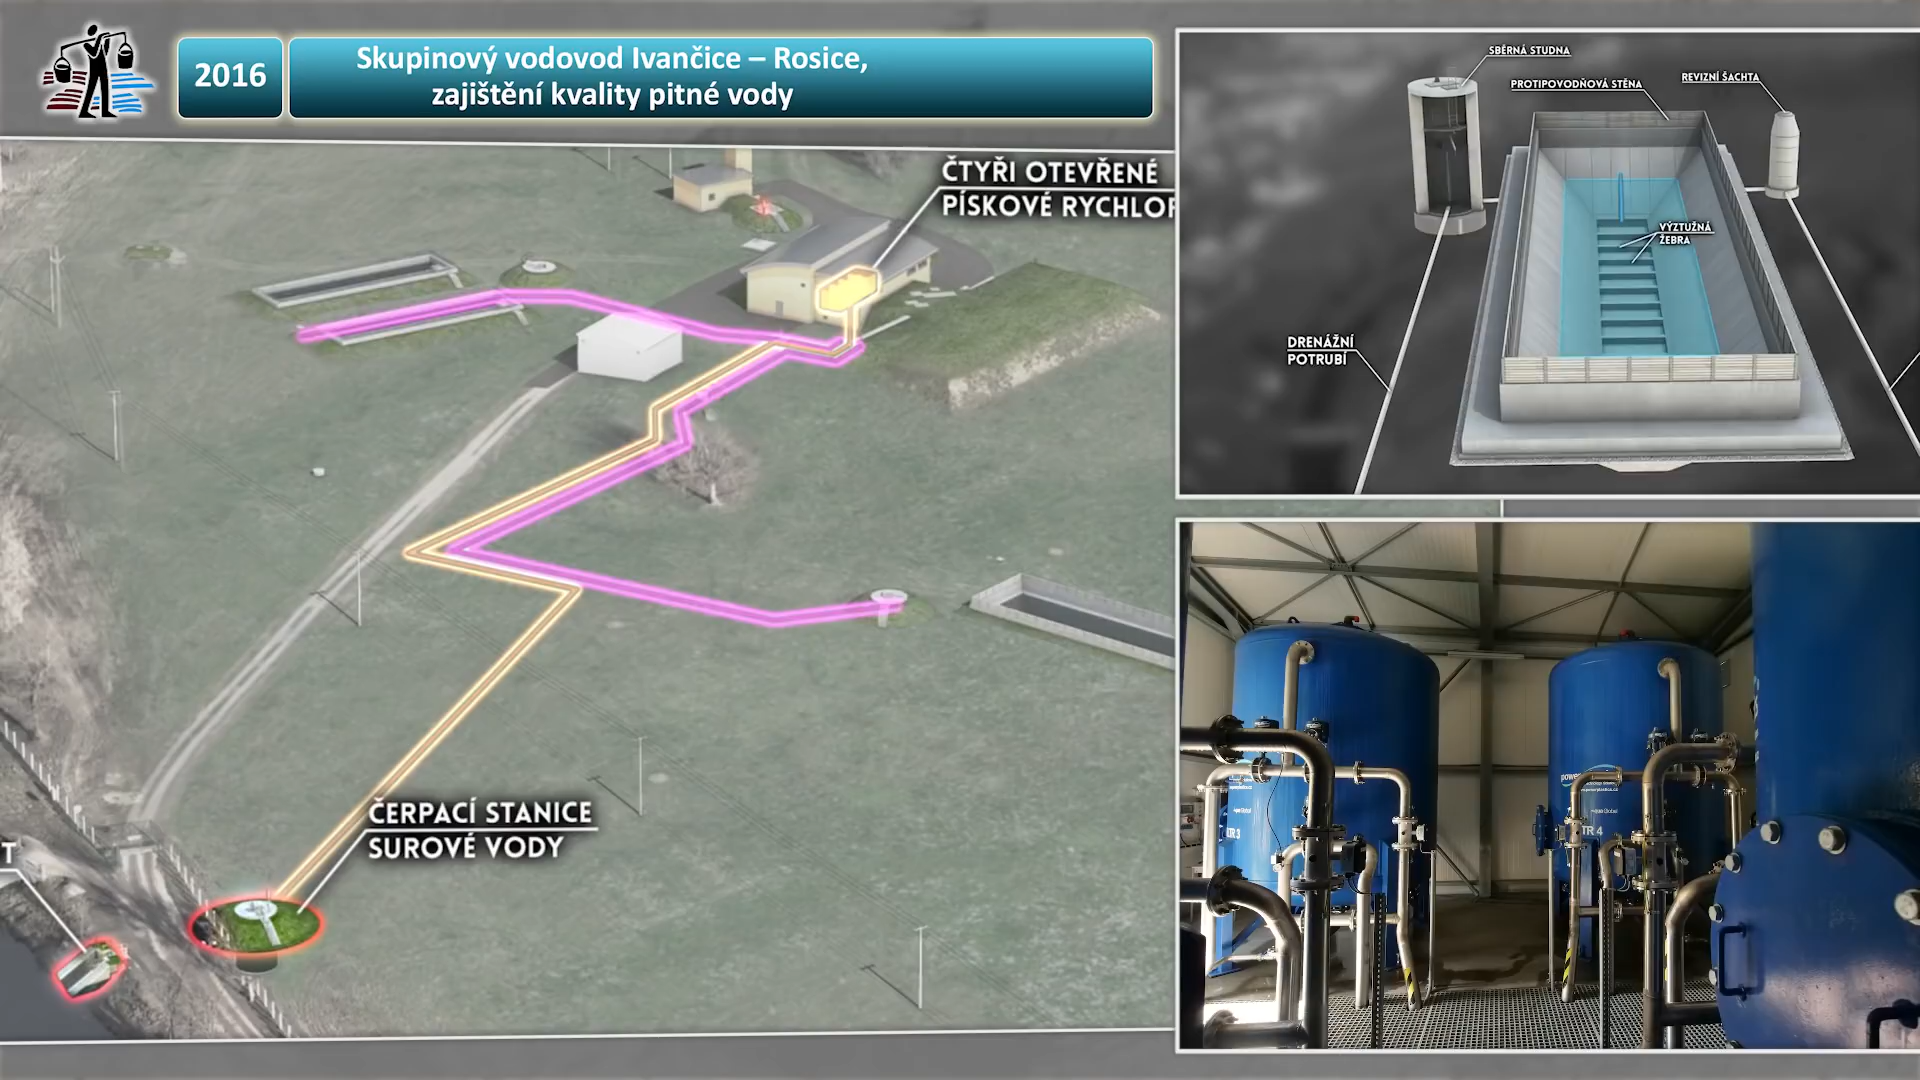 2016
Skupinový vodovod Ivančice – Rosice,
zajištění kvality pitné vody
ČTYŘI OTEVŘENÉ
PÍSKOVÉ
ČERPACÍ STANICE
SUROVÉ VODY
T
SBĚRNÁ STUDNA
PROTIPOVODŇOVÁ STĚNA
REVIZNÍ ŠACHTA
VÝZTUŽNÁ
ŽEBRA
DRENÁŽNÍ
POTRUBÍ
TR 3
TR 4